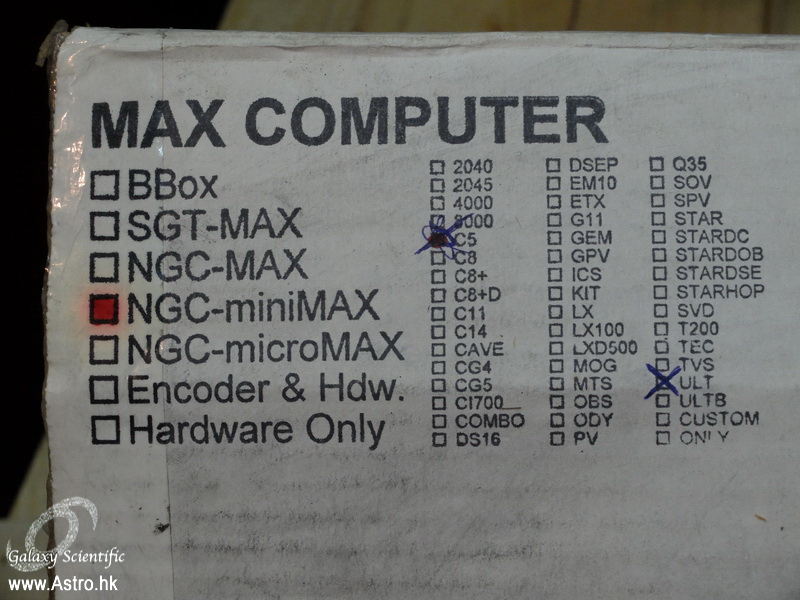 MAX COMPUTER
BBox
SGT-MAX
NGC-MAX
NGC-miniMAX
NGC-microMAX
Encoder & Hdw.
Hardware Only
2040
2045
4000
8000
C5
C8
C8+
C8+D
C11
C14
CAVE
CG4
CG5
CI700
COMBO
DS16
DSEP
EM10
ETX
G11
GEM
GPV
ICS
KIT
LX
LX100
LXD500
MOG
MTS
OBS
ODY
PV
Q35
SOV
SPV
STAR
STARDC
STARDOB
STARDSE
STARHOP
SVD
T200
TEC
TVS
ULT
ULTB
CUSTOM
ONLY
Galaxy Scientific
www.Astro.hk